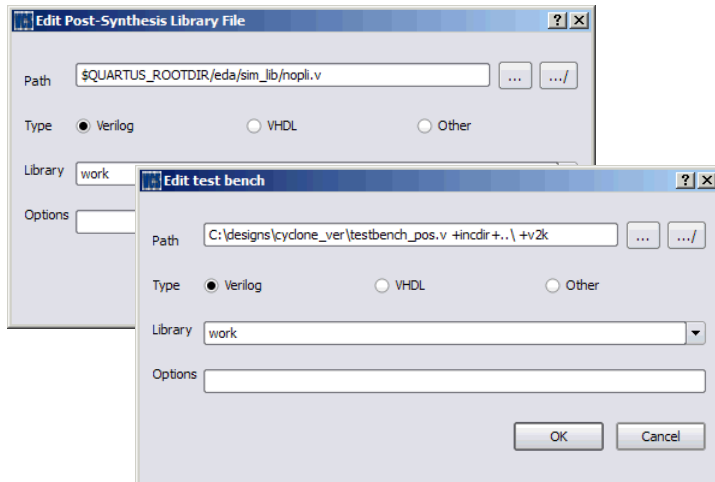 Edit Post-Synthesis Library File
Path $QUARTUS_ROOTDIR/eda/sim_lib/nopli.v ... .../
Type Verilog VHDL Other
Library work
Options
Edit test bench
Path C:\designs\cyclone_ver\testbench_pos.v +incdir+..\ +v2k ... .../
Type Verilog VHDL Other
Library work
Options
OK Cancel